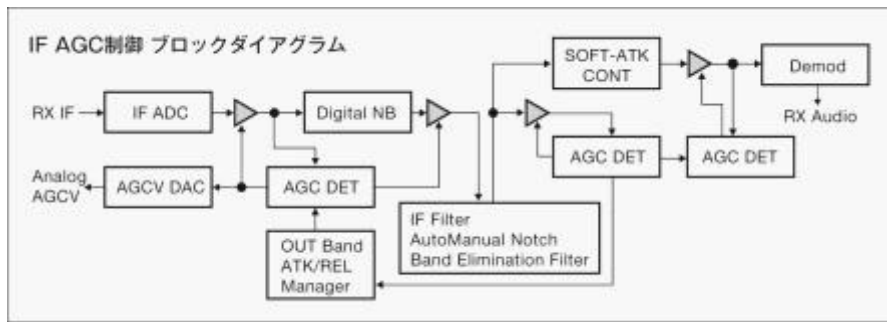 IF AGC制御 ブロックダイアグラム
SOFT-ATK
CONT
Demod
RX IF
IF ADC
Digital NB
RX Audio
AGC DET
AGC DET
Analog
AGCV
AGCV DAC
AGC DET
IF Filter
AutoManual Notch
Band Elimination Filter
OUT Band
ATK/REL
Manager